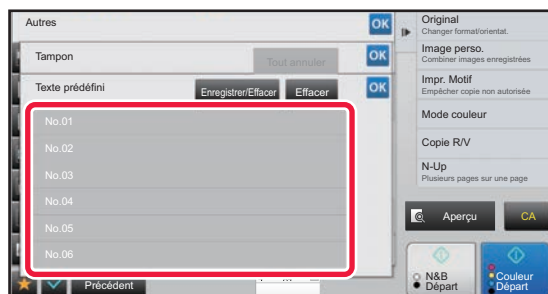 Autres
OK
Tampon
Tout annuler
OK
Texte prédéfini
Enregistrer/Effacer
Effacer
OK
No.01
No.02
No.03
No.04
No.05
No.06
Précédent
Original
Changer format/orientat.
Image perso.
Combiner images enregistrées
Impr. Motif
Empêcher copie non autorisée
Mode couleur
Copie R/V
N-Up
Plusieurs pages sur une page
Aperçu
CA
N&B
Départ
Couleur
Départ